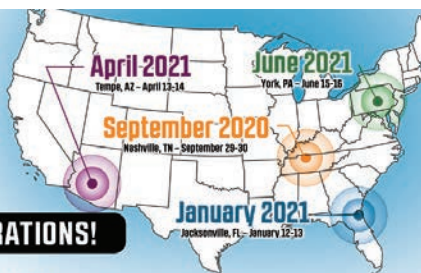 April 2021
Tempe, AZ – April 13-14
June 2021
York, PA – June 15-16
September 2020
Nashville, TN – September 29-30
January 2021
Jacksonville, FL – January 12-13
RATIONS!